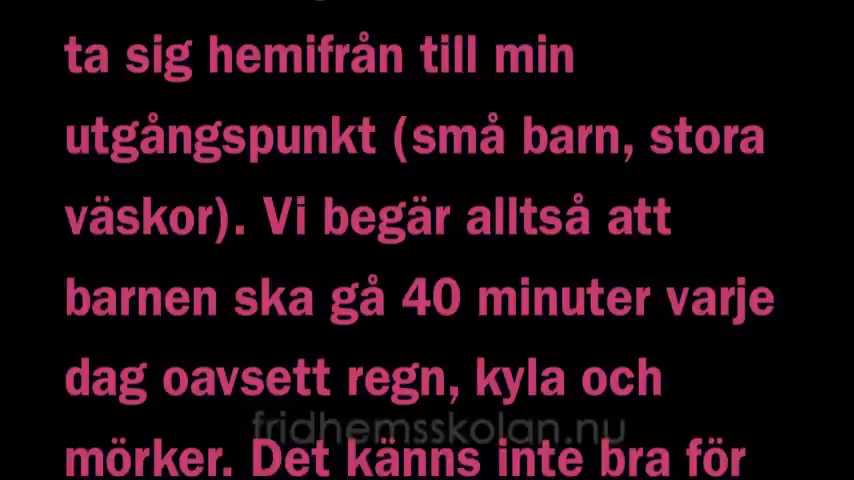 ta sig hemifrån till min
utgångspunkt (små barn, stora
väskor). Vi begär alltså att
barnen ska gå 40 minuter varje
dag oavsett regn, kyla och
fridhemsskolan.nu
mörker. Det känns inte bra för